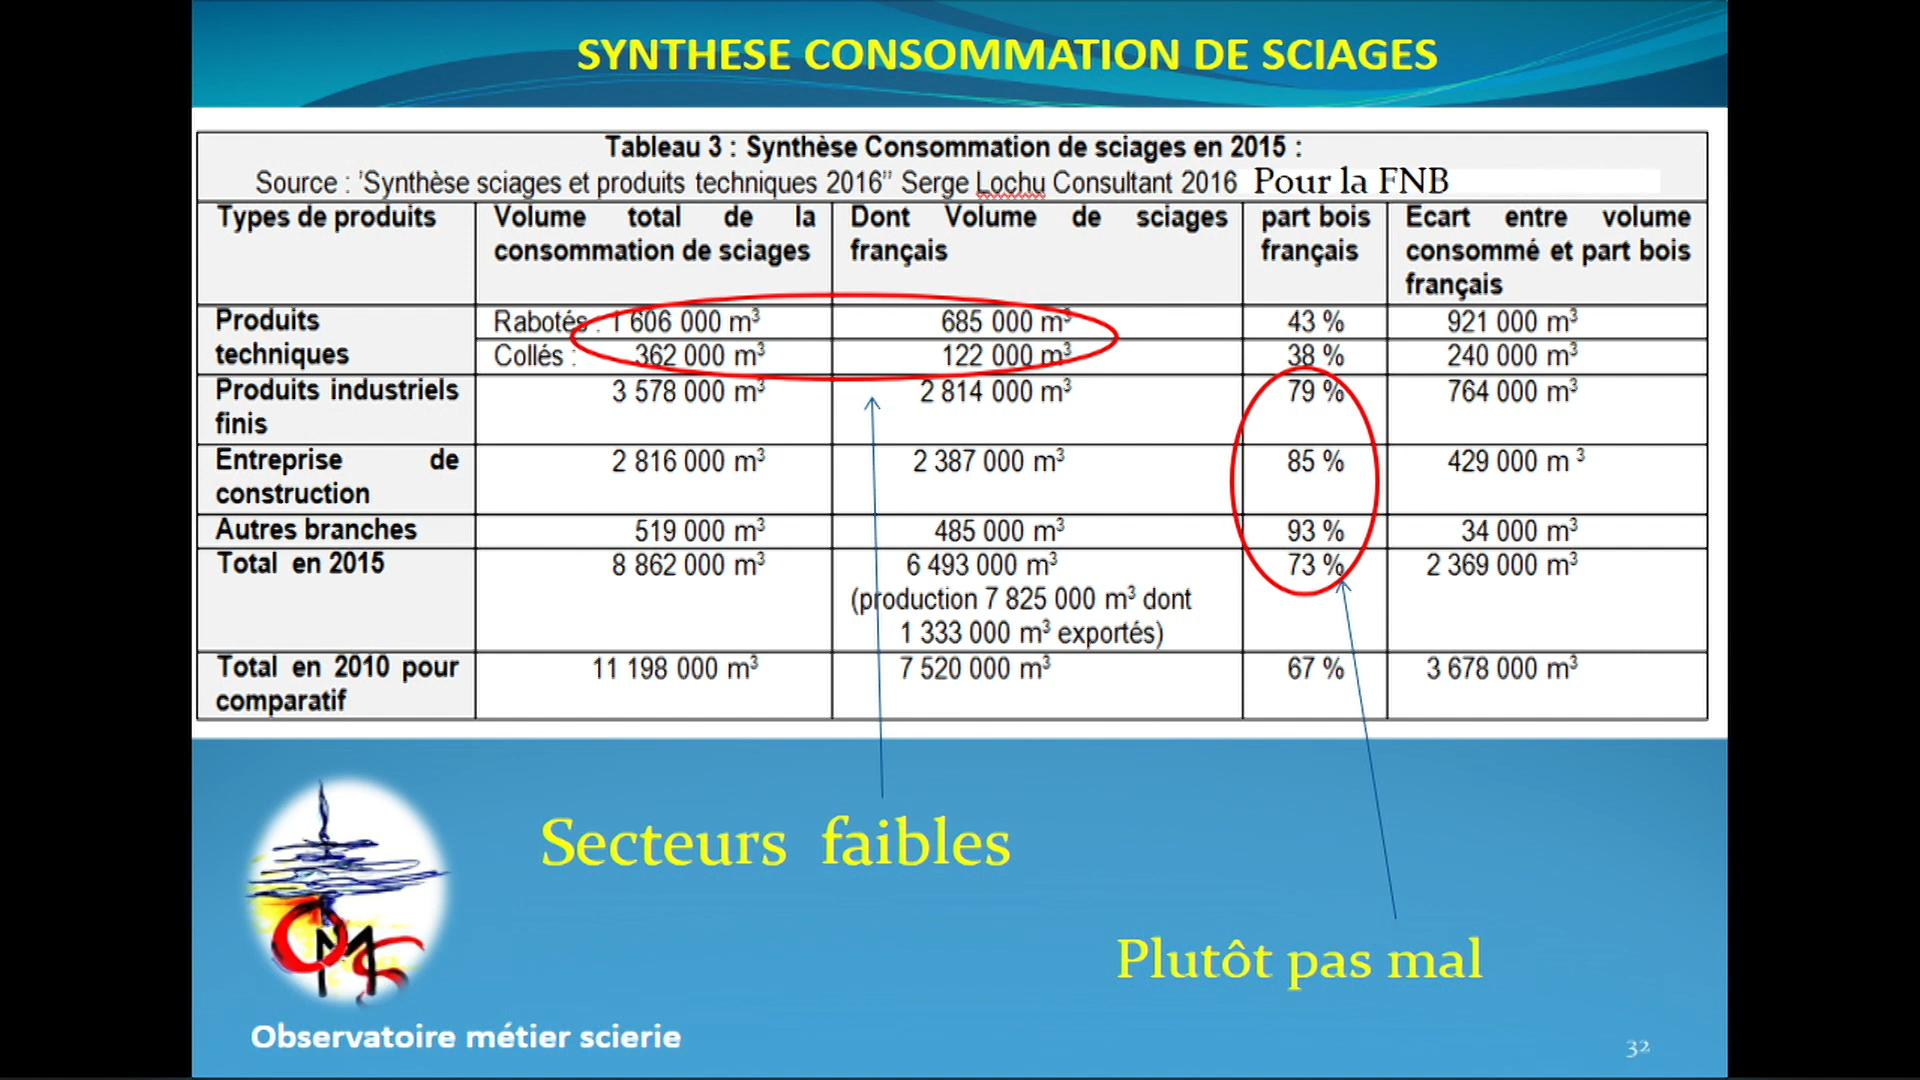 SYNTHESE CONSOMMATION DE SCIAGES
Tableau 3 : Synthèse Consommation de sciages en 2015 :
Source : 'Synthèse sciages et produits techniques 2016'' Serge Lochu Consultant 2016 Pour la FNB
Types de produits
Volume total de la
consommation de sciages
Dont Volume de sciages
français
part bois
français
Ecart entre volume
consommé et part bois
français
Produits
techniques
Rabotés : 1 606 000 m³
685 000 m³
43 %
921 000 m³
Collés : 362 000 m³
122 000 m³
38 %
240 000 m³
Produits industriels
finis
3 578 000 m³
2 814 000 m³
79 %
764 000 m³
Entreprise de
construction
2 816 000 m³
2 387 000 m³
85 %
429 000 m ³
Autres branches
519 000 m³
485 000 m³
93 %
34 000 m³
Total en 2015
8 862 000 m³
6 493 000 m³
(production 7 825 000 m³ dont
1 333 000 m³ exportés)
73 %
2 369 000 m³
Total en 2010 pour
comparatif
11 198 000 m³
7 520 000 m³
67 %
3 678 000 m³
Secteurs faibles
Plutôt pas mal
OMS
Observatoire métier scierie
32